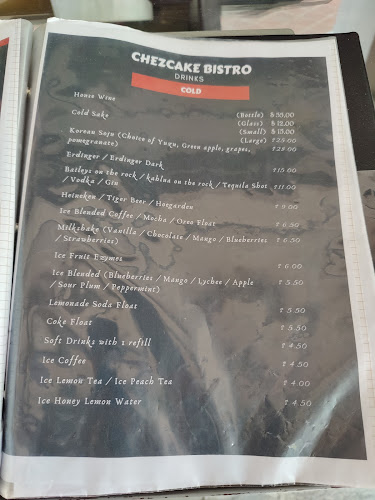 CHEZCAKE BISTRO
DRINKS
COLD
House Wine (Bottle) $ 39.00
(Glass) $ 12.00
Cold Sake (Small) $ 15.00
(Large) $ 29.00
Korean Soju (Choice of Yuzu, Green apple, grapes, $ 29.00
pomegranate)
Erdinger / Erdinger Dark $ 15.00
Baileys on the rock / kahlua on the rock / Tequila Shot $ 11.00
/ Vodka / Gin
Heineken / Tiger Beer / Hoegarden $ 9.00
Ice Blended Coffee / Mocha / Oreo Float $ 6.50
Milkshake (Vanilla / Chocolate / Mango / Blueberries $ 6.50
/ Strawberries)
Ice Fruit Enymes $ 6.00
Ice Blended (Blueberries / Mango / Lychee / Apple $ 5.50
/ Sour Plum / Peppermint)
Lemonade Soda Float $ 5.50
Coke Float $ 5.50
Soft Drinks with 1 refill $ 4.50
Ice Coffee $ 4.50
Ice Lemon Tea / Ice Peach Tea $ 4.00
Ice Honey Lemon Water $ 4.50